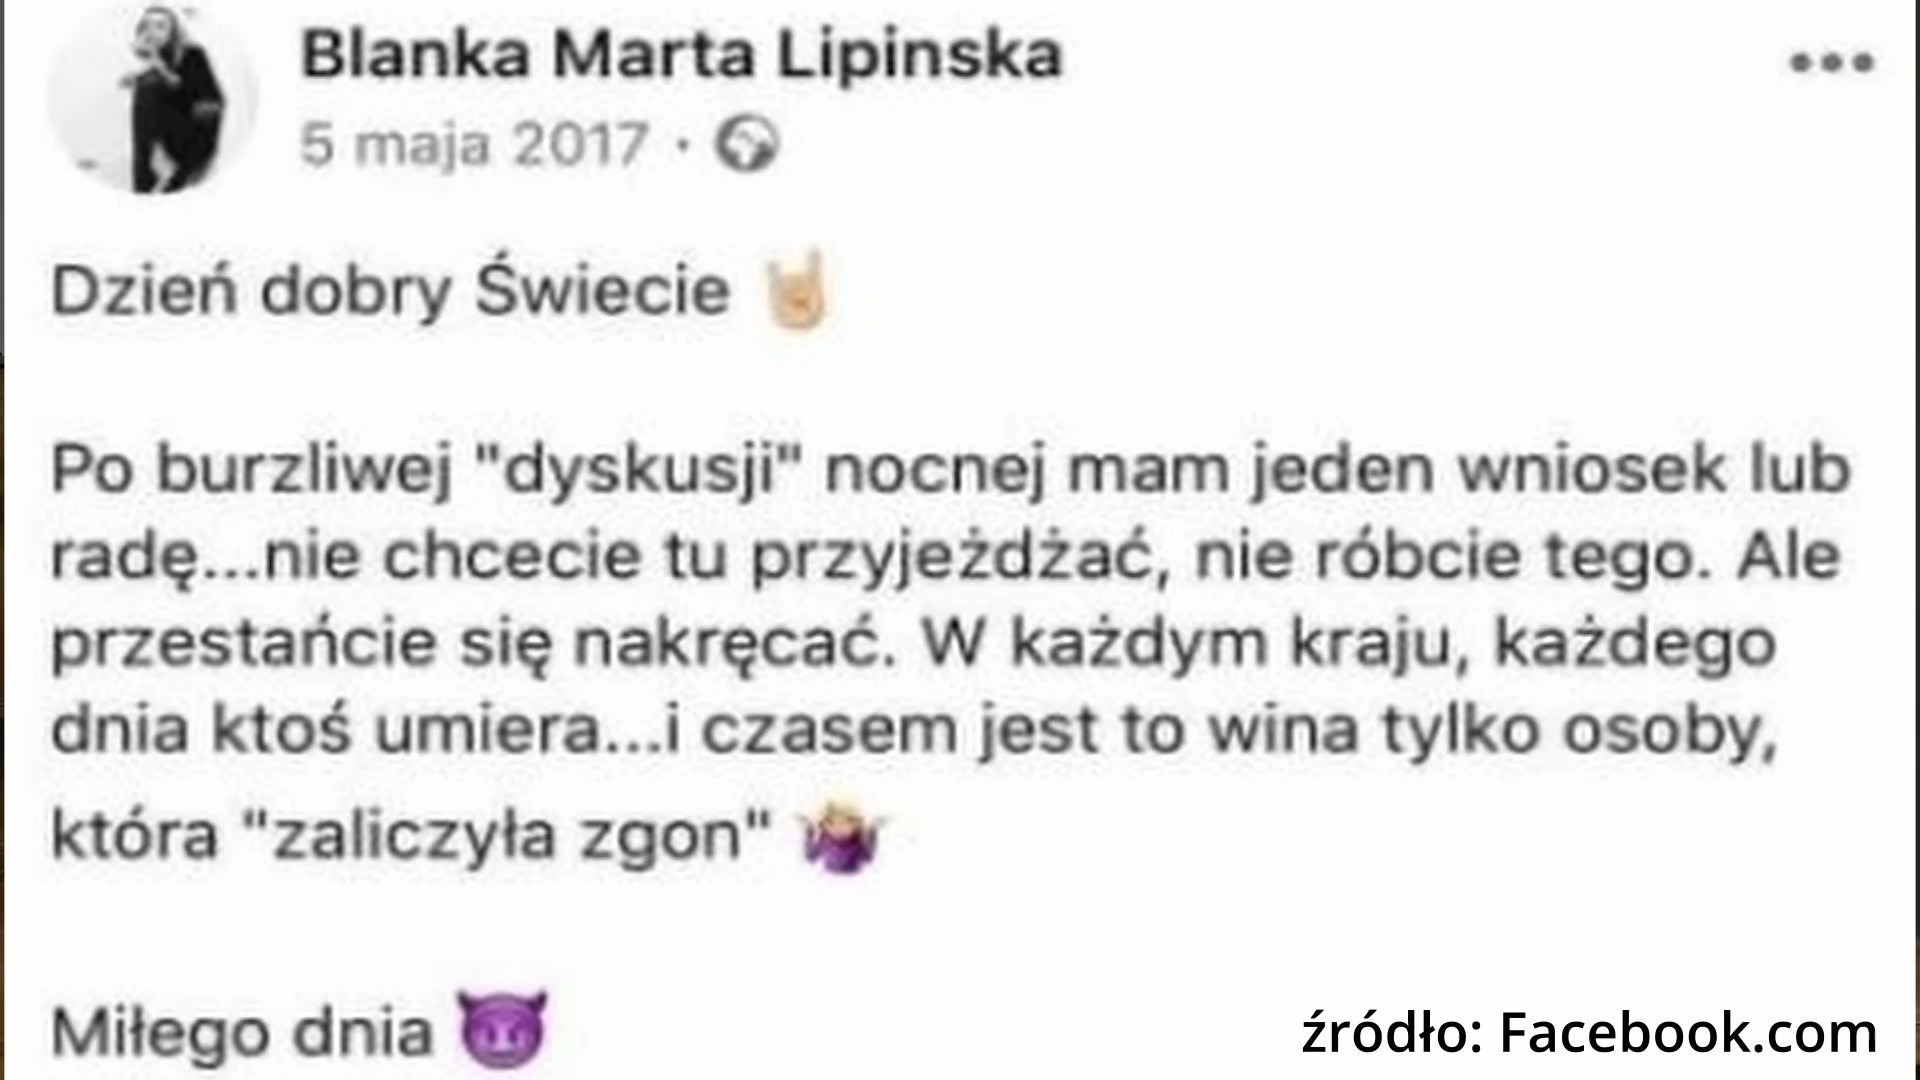 Blanka Marta Lipinska
5 maja 2017 ·
Dzień dobry Świecie 🤘🏼
Po burzliwej "dyskusji" nocnej mam jeden wniosek lub
radę...nie chcecie tu przyjeżdżać, nie róbcie tego. Ale
przestańcie się nakręcać. W każdym kraju, każdego
dnia ktoś umiera...i czasem jest to wina tylko osoby,
która "zaliczyła zgon" 🤷🏼‍♀️
Miłego dnia 😈
źródło: Facebook.com